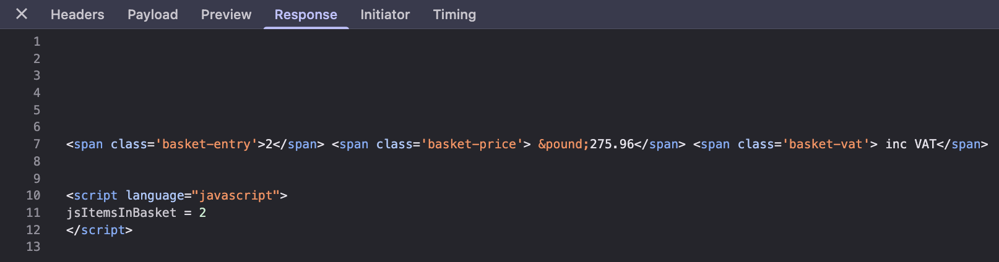 Headers Payload Preview Response Initiator Timing
1
2
3
4
5
6
7 <span class='basket-entry'>2</span> <span class='basket-price'> &pound;275.96</span> <span class='basket-vat'> inc VAT</span>
8
9
10 <script language="javascript">
11 jsItemsInBasket = 2
12 </script>
13